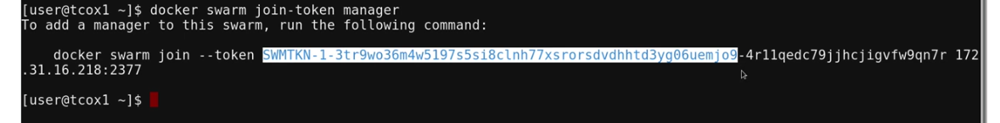 [user@tcox1 ~]$ docker swarm join-token manager
To add a manager to this swarm, run the following command:
docker swarm join --token SWMTKN-1-3tr9wo36m4w5197s5si8clnh77xsrorsdvdhhtd3yg06uemjo9-4r11qedc79jjhcjigvfw9qn7r 172
.31.16.218:2377
[user@tcox1 ~]$